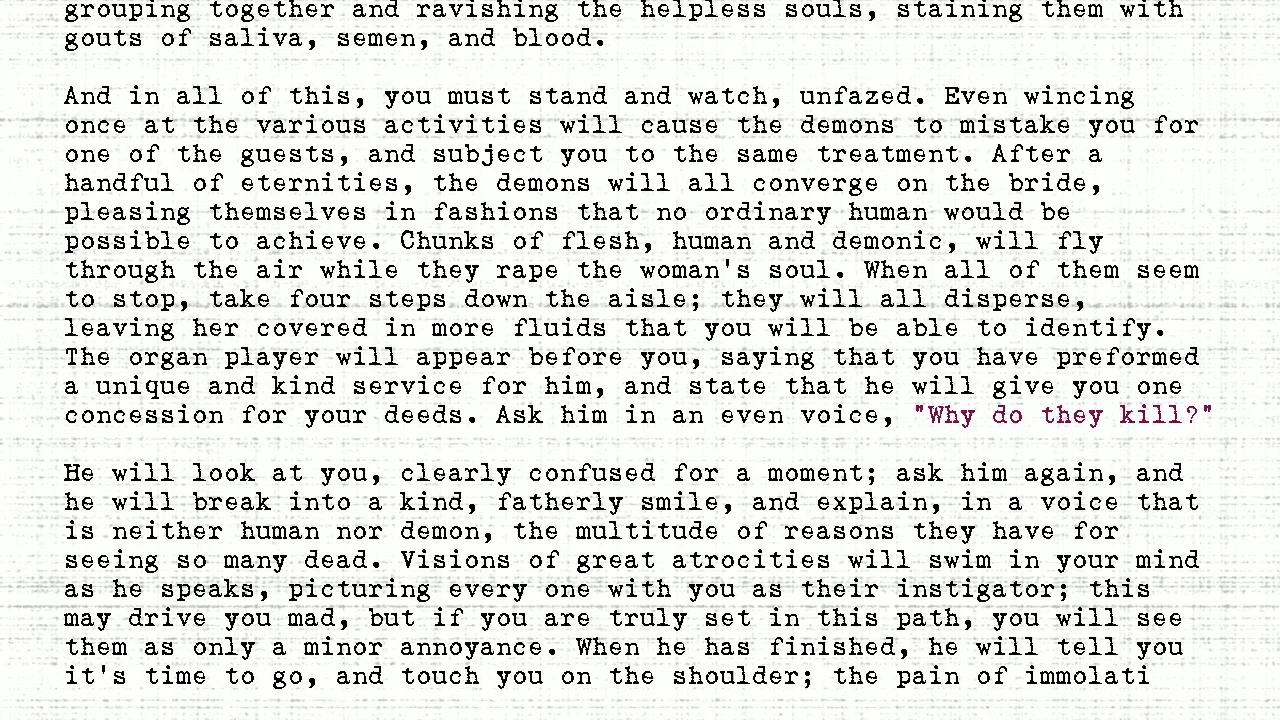 grouping together and ravishing the helpless souls, staining them with
gouts of saliva, semen, and blood.
And in all of this, you must stand and watch, unfazed. Even wincing
once at the various activities will cause the demons to mistake you for
one of the guests, and subject you to the same treatment. After a
handful of eternities, the demons will all converge on the bride,
pleasing themselves in fashions that no ordinary human would be
possible to achieve. Chunks of flesh, human and demonic, will fly
through the air while they rape the woman's soul. When all of them seem
to stop, take four steps down the aisle; they will all disperse,
leaving her covered in more fluids that you will be able to identify.
The organ player will appear before you, saying that you have preformed
a unique and kind service for him, and state that he will give you one
concession for your deeds. Ask him in an even voice, "Why do they kill?"
He will look at you, clearly confused for a moment; ask him again, and
he will break into a kind, fatherly smile, and explain, in a voice that
is neither human nor demon, the multitude of reasons they have for
seeing so many dead. Visions of great atrocities will swim in your mind
as he speaks, picturing every one with you as their instigator; this
may drive you mad, but if you are truly set in this path, you will see
them as only a minor annoyance. When he has finished, he will tell you
it's time to go, and touch you on the shoulder; the pain of immolati